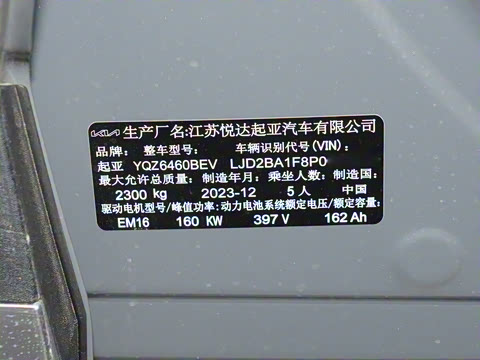 KIA 生产厂名:江苏悦达起亚汽车有限公司
品牌: 整车型号: 车辆识别代号(VIN):
起亚 YQZ6460BEV LJD2BA1F8P0
最大允许总质量: 制造年月: 乘坐人数: 制造国:
2300 kg 2023-12 5人 中国
驱动电机型号/峰值功率:动力电池系统额定电压/额定容量:
EM16 160 KW 397 V 162 Ah